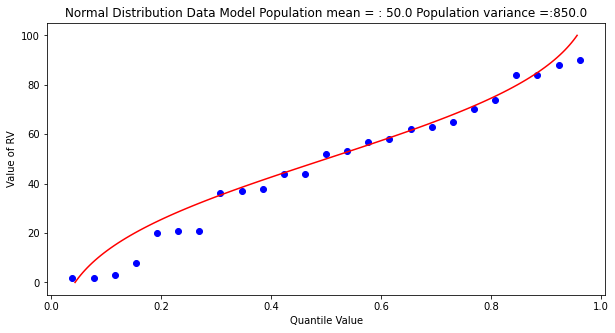 Normal Distribution Data Model Population mean = : 50.0 Population variance =:850.0
100
80
60
40
20
0
Value of RV
0.0 0.2 0.4 0.6 0.8 1.0
Quantile Value